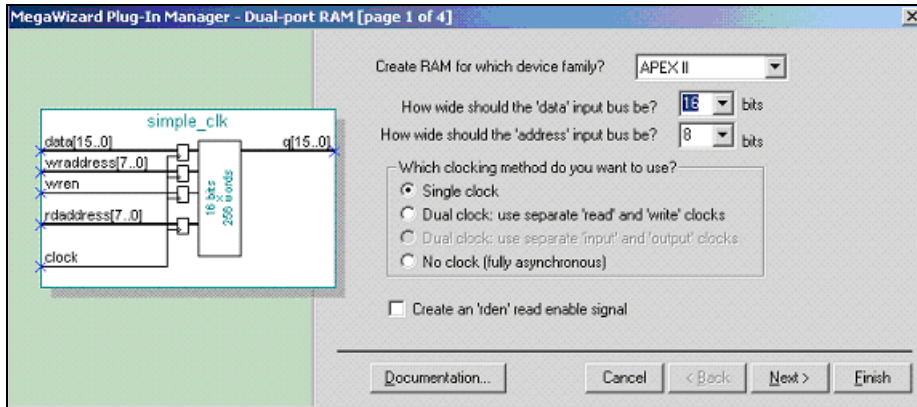 MegaWizard Plug-In Manager - Dual-port RAM [page 1 of 4]
Create RAM for which device family? APEX II
How wide should the 'data' input bus be? 16 bits
How wide should the 'address' input bus be? 8 bits
simple_clk
data[15..0] q[15..0]
wraddress[7..0]
wren
rdaddress[7..0]
clock
16 bits
x
256 words
Which clocking method do you want to use?
Single clock
Dual clock: use separate 'read' and 'write' clocks
Dual clock: use separate 'input' and 'output' clocks
No clock (fully asynchronous)
Create an 'rden' read enable signal
Documentation... Cancel < Back Next > Finish